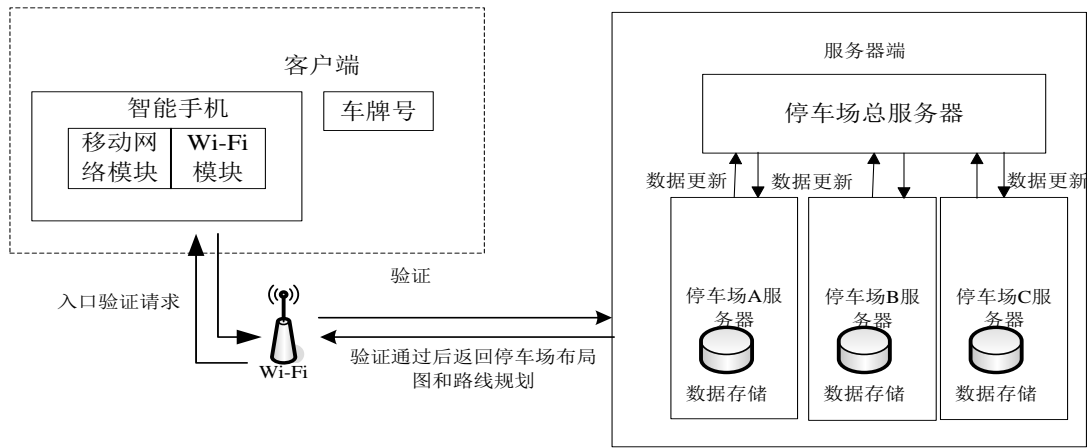 客户端
智能手机
车牌号
移动网
络模块
Wi-Fi
模块
入口验证请求
Wi-Fi
验证
验证通过后返回停车场布局
图和路线规划
服务器端
停车场总服务器
数据更新
数据更新
数据更新
停车场A服
务器
数据存储
停车场B服
务器
数据存储
停车场C服
务器
数据存储